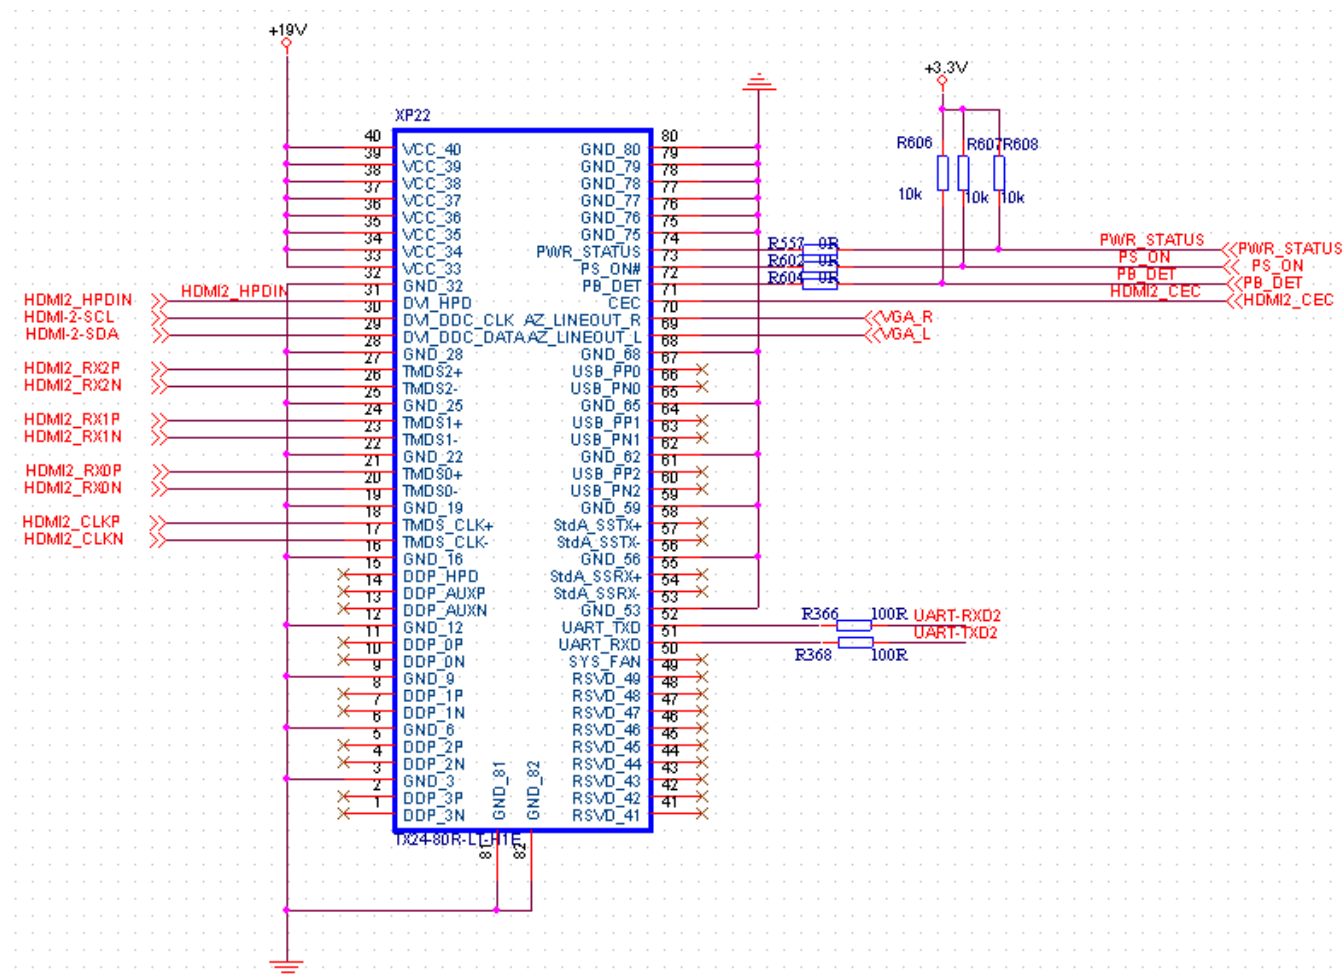 +19V
+3.3V
XP22
40 VCC_40 GND_80 80
39 VCC_39 GND_79 79
38 VCC_38 GND_78 78
37 VCC_37 GND_77 77
36 VCC_36 GND_76 76
35 VCC_35 GND_75 75
34 VCC_34 PWR_STATUS 74 R557 0R PWR_STATUS PWR_STATUS
33 VCC_33 PS_ON# 73 R602 0R PS_ON PS_ON
32 GND_32 PB_DET 72 R604 0R PB_DET PB_DET
HDMI2_HPDIN HDMI2_HPDIN 31 DVI_HPD CEC 71 HDMI2_CEC HDMI2_CEC
HDMI-2-SCL 30 DVI_DDC_CLK AZ_LINEOUT_R 70 VGA_R
HDMI-2-SDA 29 DVI_DDC_DATA AZ_LINEOUT_L 69 VGA_L
28 GND_28 GND_68 68
HDMI2_RX2P 27 TMDS2+ USB_PP0 67
HDMI2_RX2N 26 TMDS2- USB_PN0 66
25 GND_25 GND_65 65
HDMI2_RX1P 24 TMDS1+ USB_PP1 64
HDMI2_RX1N 23 TMDS1- USB_PN1 63
22 GND_22 GND_62 62
HDMI2_RX0P 21 TMDS0+ USB_PP2 61
HDMI2_RX0N 20 TMDS0- USB_PN2 60
19 GND_19 GND_59 59
HDMI2_CLKP 18 TMDS_CLK+ StdA_SSTX+ 58
HDMI2_CLKN 17 TMDS_CLK- StdA_SSTX- 57
16 GND_16 GND_56 56
15 DDP_HPD StdA_SSRX+ 55
14 DDP_AUXP StdA_SSRX- 54
13 DDP_AUXN GND_53 53
12 GND_12 UART_TXD 52 R366 100R UART-RXD2
11 DDP_0P UART_RXD 51 R368 100R UART-TXD2
10 DDP_0N SYS_FAN 50
9 GND_9 RSVD_49 49
8 DDP_1P RSVD_48 48
7 DDP_1N RSVD_47 47
6 GND_6 RSVD_46 46
5 DDP_2P RSVD_45 45
4 DDP_2N RSVD_44 44
3 GND_3 RSVD_43 43
2 DDP_3P RSVD_42 42
1 DDP_3N RSVD_41 41
GND_81 GND_82
TX24-80R-LT-H1E
81 82
R606 R607 R608
10k 10k 10k